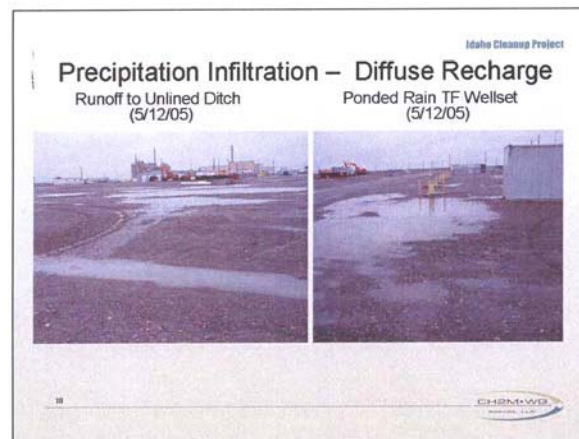 Idaho Cleanup Project
Precipitation Infiltration – Diffuse Recharge
Runoff to Unlined Ditch
(5/12/05)
Ponded Rain TF Wellset
(5/12/05)
CH2M•WG